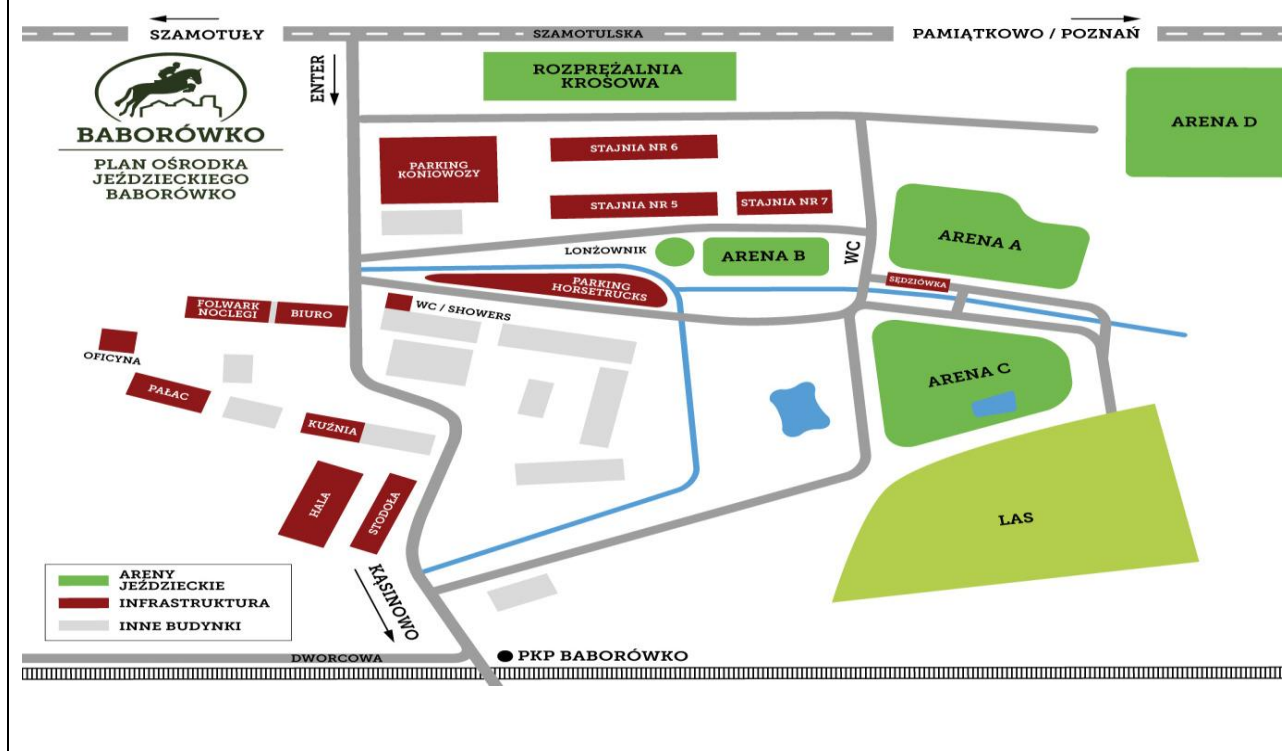 SZAMOTUŁY
SZAMOTULSKA
PAMIĄTKOWO / POZNAŃ
ENTER
BABORÓWKO
PLAN OŚRODKA
JEŹDZIECKIEGO
BABORÓWKO
ROZPRĘŻALNIA
KROSOWA
ARENA D
PARKING
KONIOWOZY
STAJNIA NR 6
STAJNIA NR 5
STAJNIA NR 7
ARENA A
LONŻOWNIK
ARENA B
WC
SĘDZIÓWKA
PARKING
HORSETRUCKS
FOLWARK
NOCLEGI
BIURO
WC / SHOWERS
OFICYNA
PAŁAC
ARENA C
KUŹNIA
HALA
STODOŁA
LAS
KĄSINOWO
ARENY
JEŹDZIECKIE
INFRASTRUKTURA
INNE BUDYNKI
DWORCOWA
PKP BABORÓWKO